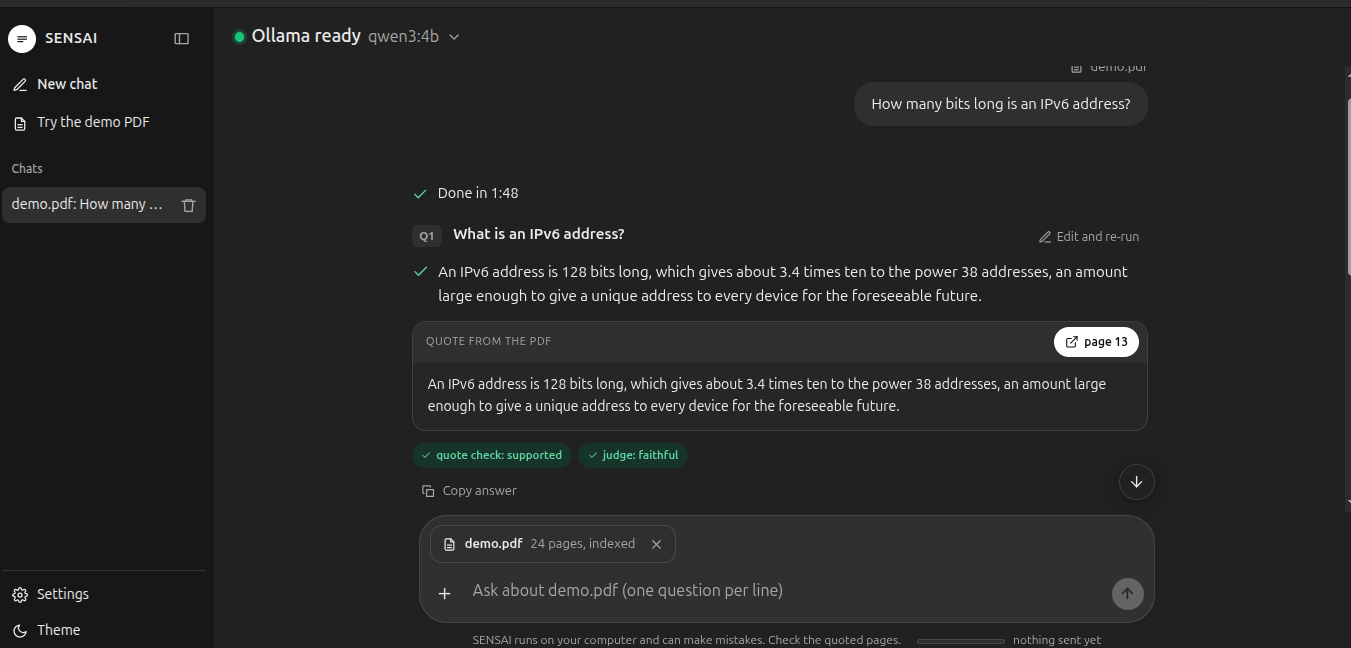 SENSAI
New chat
Try the demo PDF
Chats
demo.pdf: How many ...
Settings
Theme
Ollama ready qwen3:4b
demo.pdf
How many bits long is an IPv6 address?
Done in 1:48
Q1 What is an IPv6 address? Edit and re-run
An IPv6 address is 128 bits long, which gives about 3.4 times ten to the power 38 addresses, an amount
large enough to give a unique address to every device for the foreseeable future.
QUOTE FROM THE PDF page 13
An IPv6 address is 128 bits long, which gives about 3.4 times ten to the power 38 addresses, an amount large
enough to give a unique address to every device for the foreseeable future.
quote check: supported judge: faithful
Copy answer
demo.pdf 24 pages, indexed
Ask about demo.pdf (one question per line)
SENSAI runs on your computer and can make mistakes. Check the quoted pages. nothing sent yet